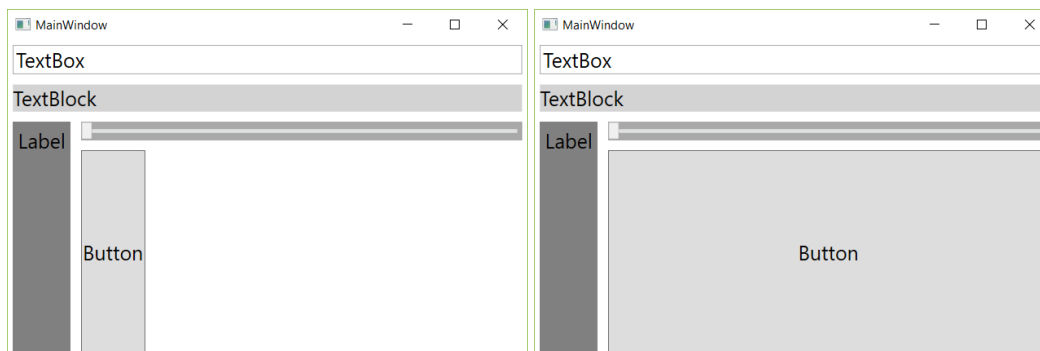 MainWindow
TextBox
TextBlock
Label
Button
MainWindow
TextBox
TextBlock
Label
Button